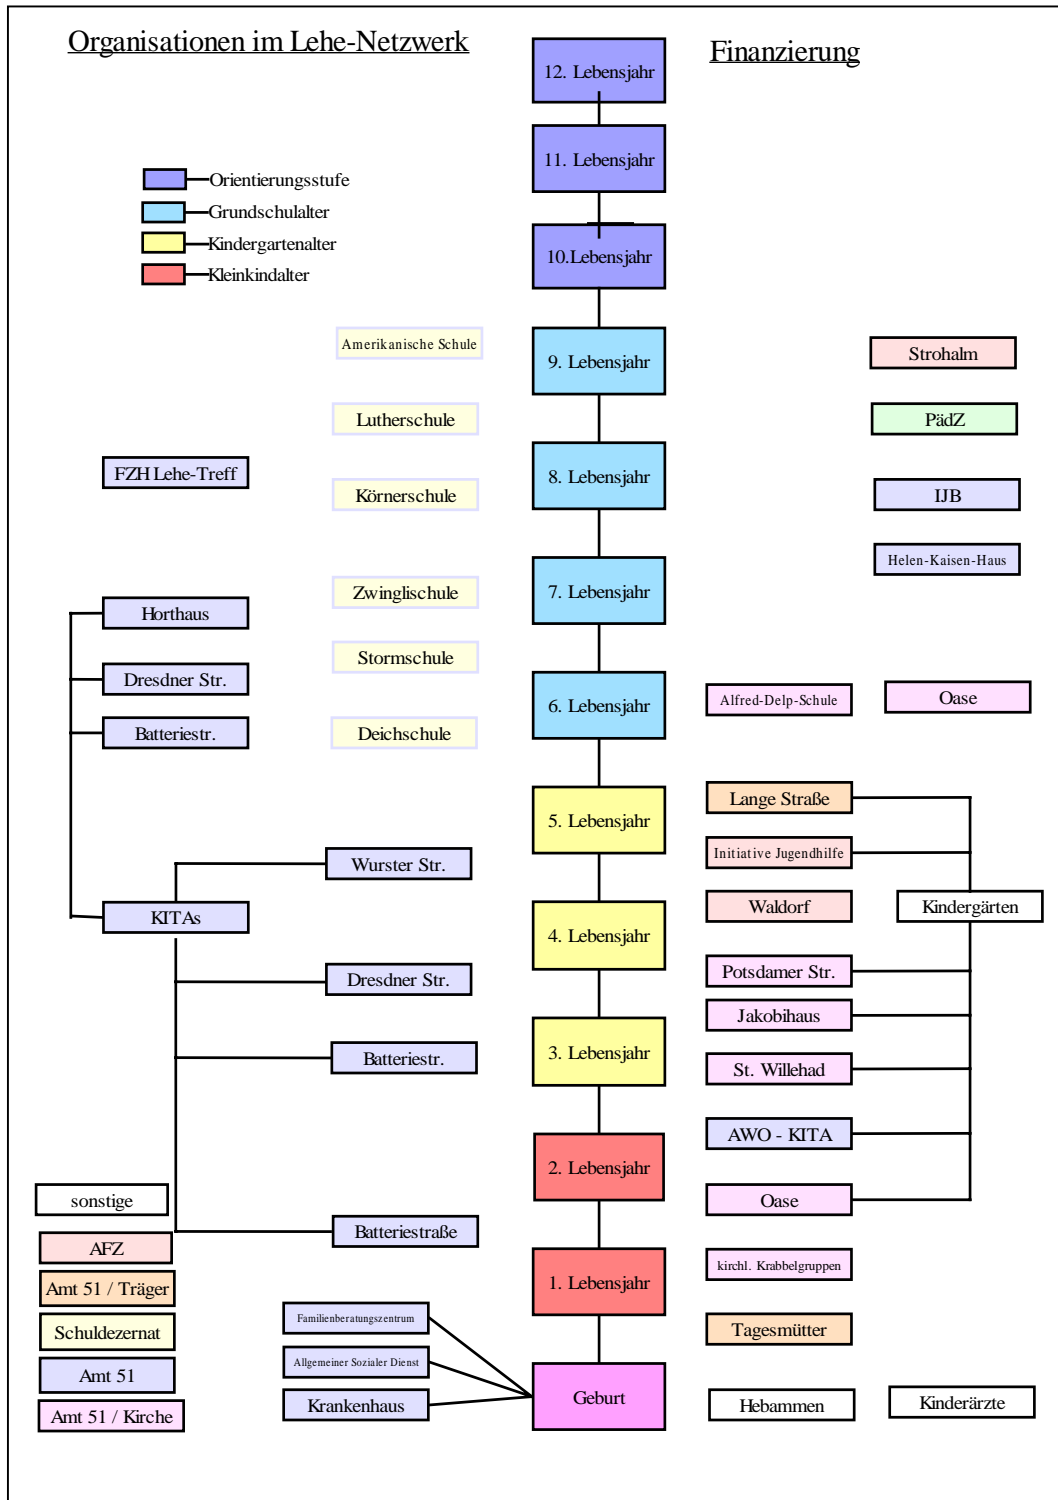 Organisationen im Lehe-Netzwerk
Finanzierung
12. Lebensjahr
11. Lebensjahr
Orientierungsstufe
Grundschulalter
Kindergartenalter
Kleinkindalter
10.Lebensjahr
Amerikanische Schule
9. Lebensjahr
Strohalm
Lutherschule
PädZ
FZH Lehe-Treff
Körnerschule
8. Lebensjahr
IJB
Helen-Kaisen-Haus
Zwinglischule
7. Lebensjahr
Horthaus
Stormschule
Dresdner Str.
6. Lebensjahr
Alfred-Delp-Schule
Oase
Batteriestr.
Deichschule
5. Lebensjahr
Lange Straße
Initiative Jugendhilfe
Wurster Str.
KITAs
4. Lebensjahr
Waldorf
Kindergärten
Dresdner Str.
Potsdamer Str.
Jakobihaus
Batteriestr.
3. Lebensjahr
St. Willehad
AWO - KITA
2. Lebensjahr
sonstige
Oase
Batteriestraße
AFZ
kirchl. Krabbelgruppen
Amt 51 / Träger
1. Lebensjahr
Familienberatungszentrum
Schuldezernat
Tagesmütter
Allgemeiner Sozialer Dienst
Amt 51
Krankenhaus
Geburt
Hebammen
Kinderärzte
Amt 51 / Kirche